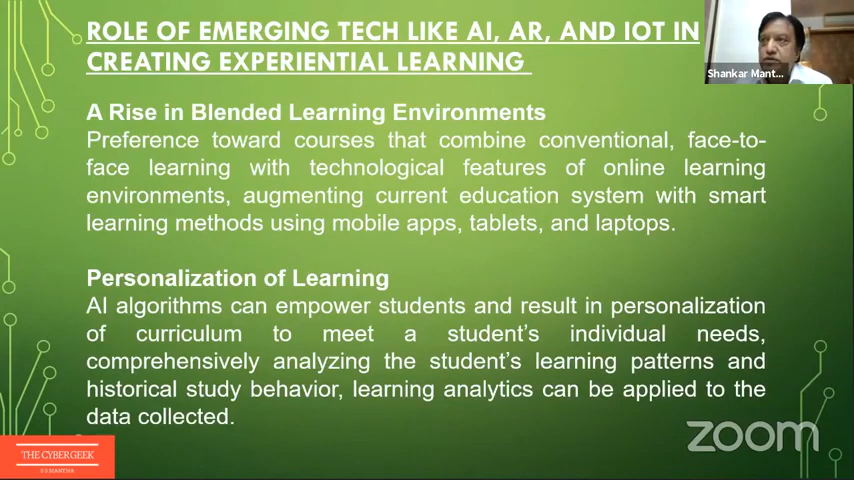 ROLE OF EMERGING TECH LIKE AI, AR, AND IOT IN
CREATING EXPERIENTIAL LEARNING
Shankar Mant...
A Rise in Blended Learning Environments
Preference toward courses that combine conventional, face-to-
face learning with technological features of online learning
environments, augmenting current education system with smart
learning methods using mobile apps, tablets, and laptops.
Personalization of Learning
AI algorithms can empower students and result in personalization
of curriculum to meet a student's individual needs,
comprehensively analyzing the student's learning patterns and
historical study behavior, learning analytics can be applied to the
data collected.
zoom
THE CYBERGEEK
S S MANTHA